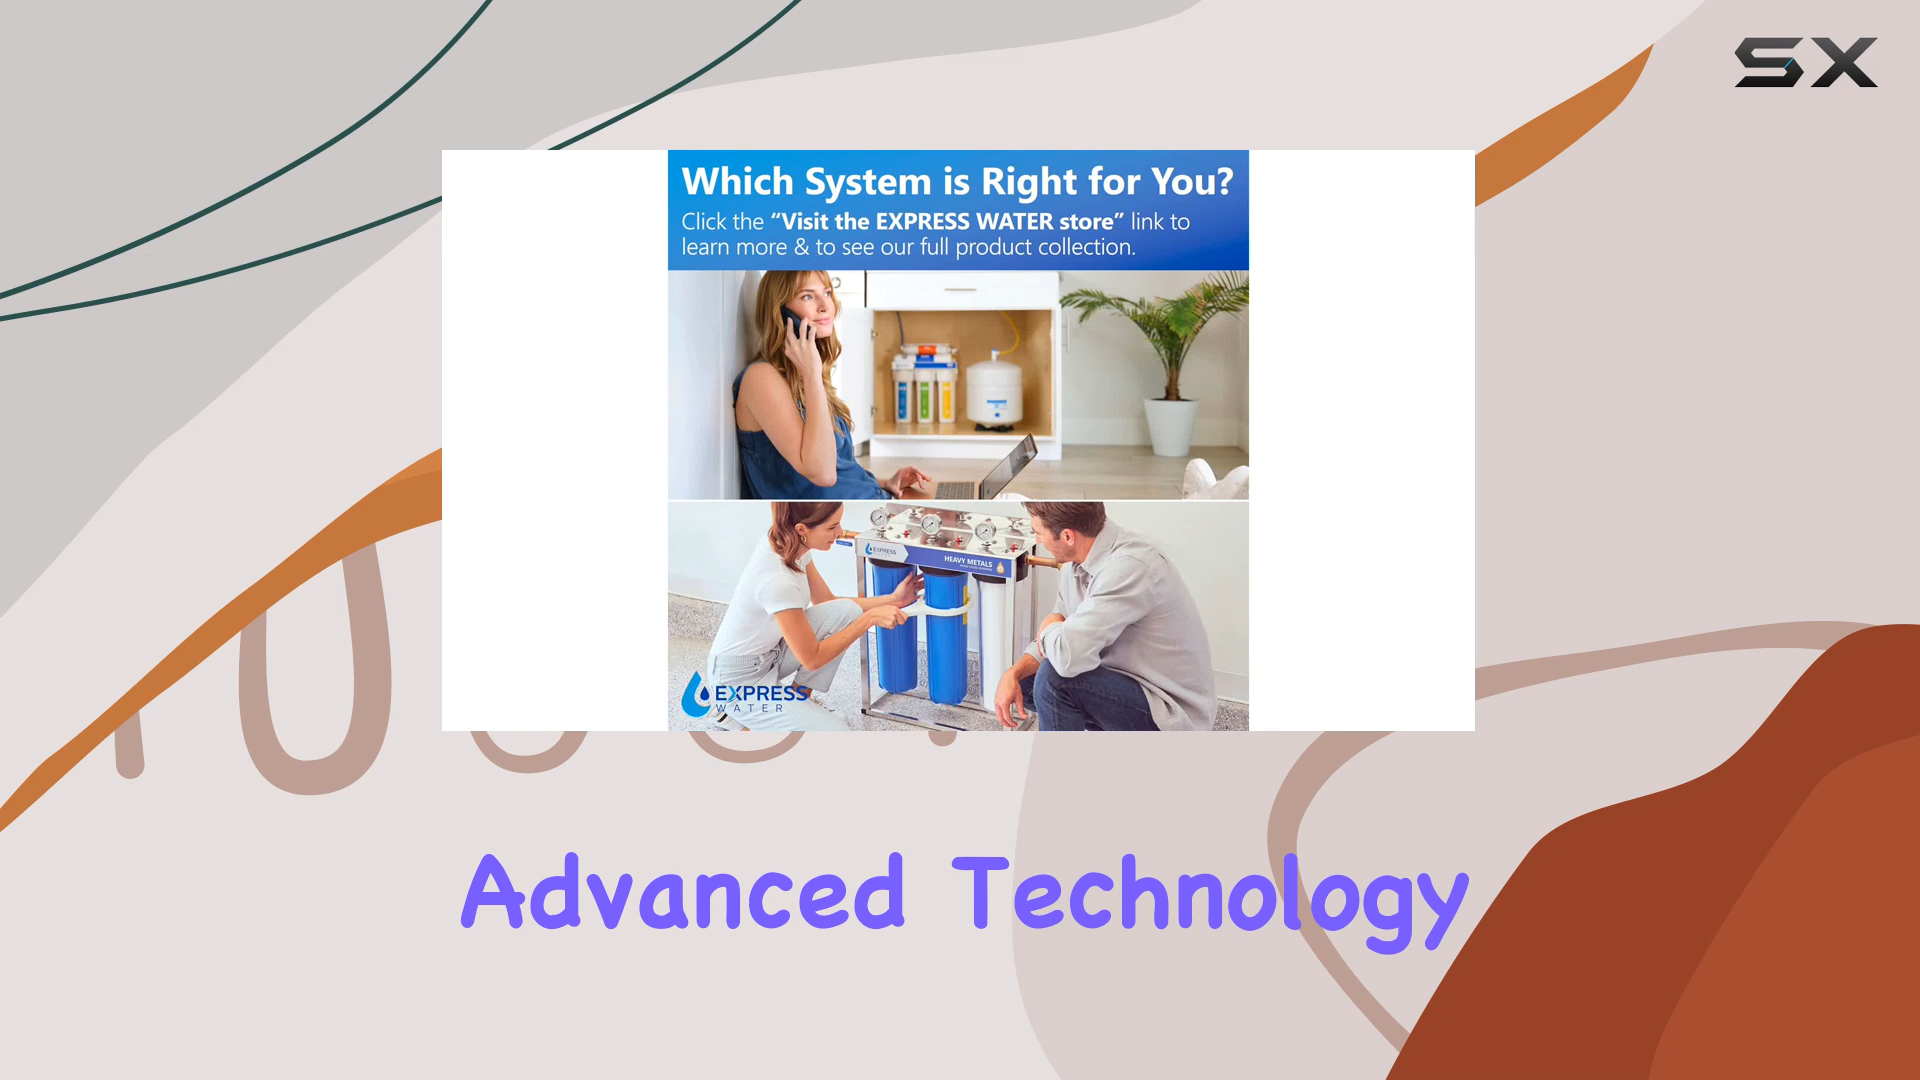 SX
Which System is Right for You?
Click the “Visit the EXPRESS WATER store” link to
learn more & to see our full product collection.
EXPRESS
HEAVY METALS
EXPRESS
WATER
Advanced Technology